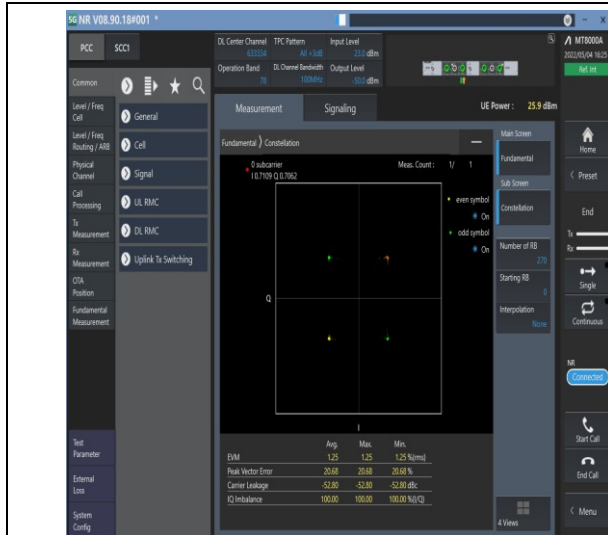 5G NR V08.90.18#001 *
PCC SCC1
DL Center Channel TPC Pattern Input Level
633334 All +3dB 23.0 dBm
Operation Band DL Channel Bandwidth Output Level
78 100MHz -50.0 dBm
MT8000A
2022/05/04 16:25
Ref. Int
Common
Level / Freq
Cell
Level / Freq
Routing / ARB
Physical
Channel
Call
Processing
Tx
Measurement
Rx
Measurement
OTA
Position
Fundamental
Measurement
Test
Parameter
External
Loss
System
Config
General
Cell
Signal
UL RMC
DL RMC
Uplink Tx Switching
Measurement Signaling UE Power : 25.9 dBm
Fundamental Constellation
0 subcarrier Meas. Count : 1/ 1
I 0.7109 Q 0.7062
even symbol
On
odd symbol
On
Q
I
Avg. Max. Min.
EVM 1.25 1.25 1.25 %(rms)
Peak Vector Error 20.68 20.68 20.68 %
Carrier Leakage -52.80 -52.80 -52.80 dBc
IQ Imbalance 100.00 100.00 100.00 %(I/Q)
Main Screen
Fundamental
Sub Screen
Constellation
Number of RB
270
Starting RB
0
Interpolation
None
4 Views
Home
Preset
End
Tx
Rx
Single
Continuous
NR
Connected
Start Call
End Call
Menu